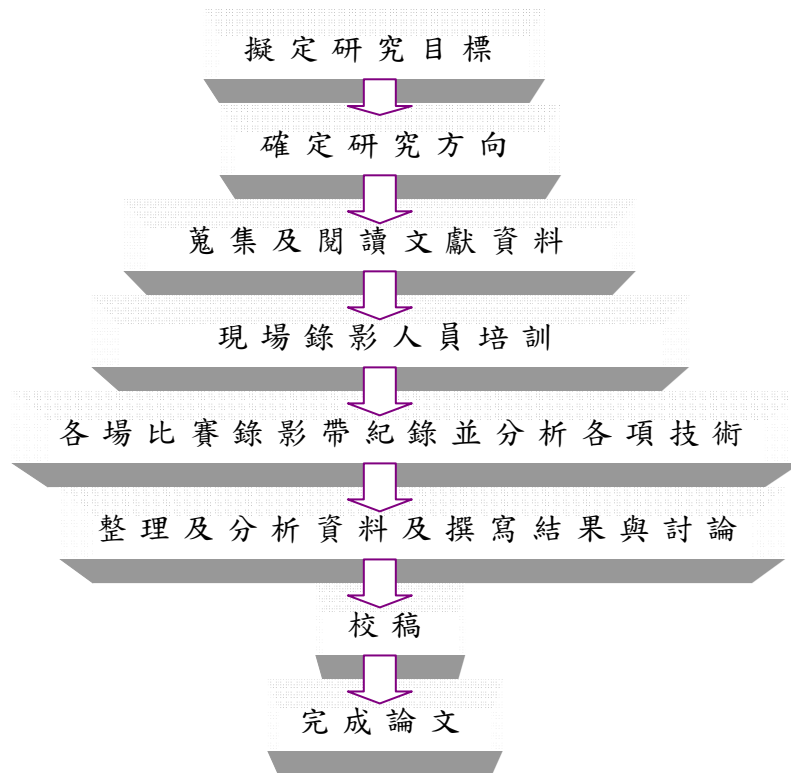 擬定研究目標
確定研究方向
蒐集及閱讀文獻資料
現場錄影人員培訓
各場比賽錄影帶紀錄並分析各項技術
整理及分析資料及撰寫結果與討論
校稿
完成論文